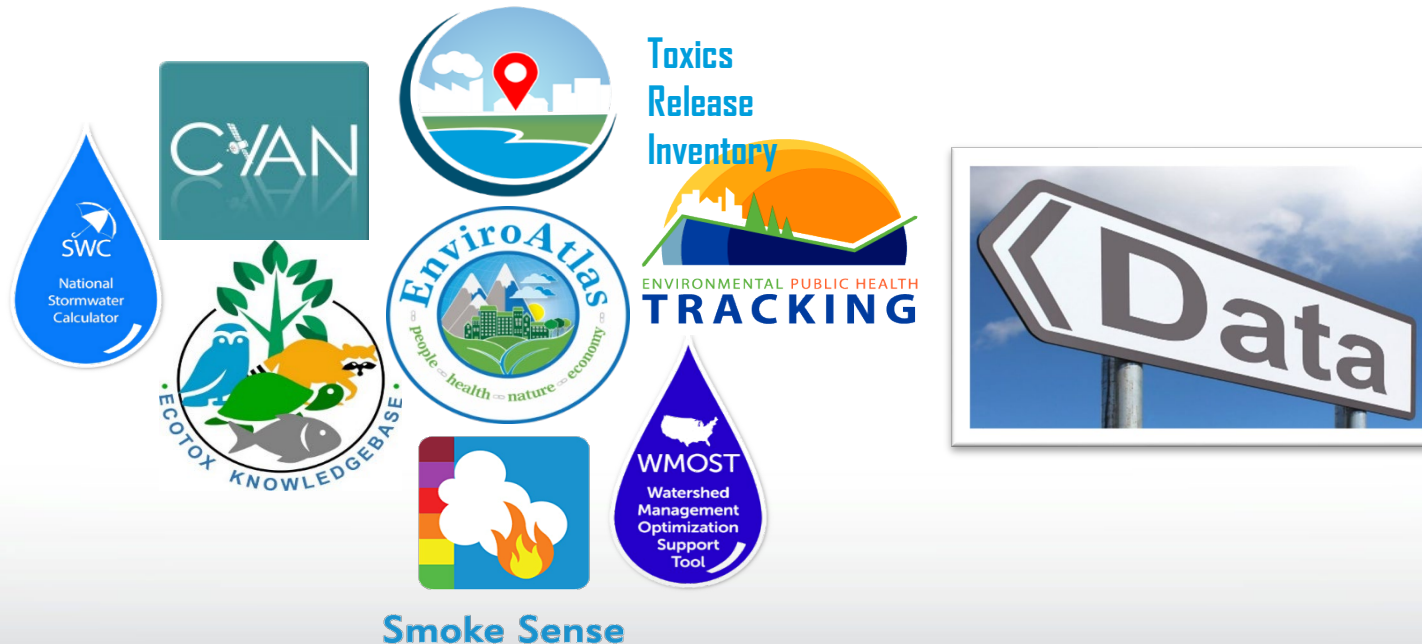 SWC
National
Stormwater
Calculator
CYAN
Toxics
Release
Inventory
EnviroAtlas
people ∞ health ∞ nature ∞ economy
ENVIRONMENTAL PUBLIC HEALTH
TRACKING
• ECOTOX KNOWLEDGEBASE •
WMOST
Watershed
Management
Optimization
Support
Tool
Smoke Sense
Data